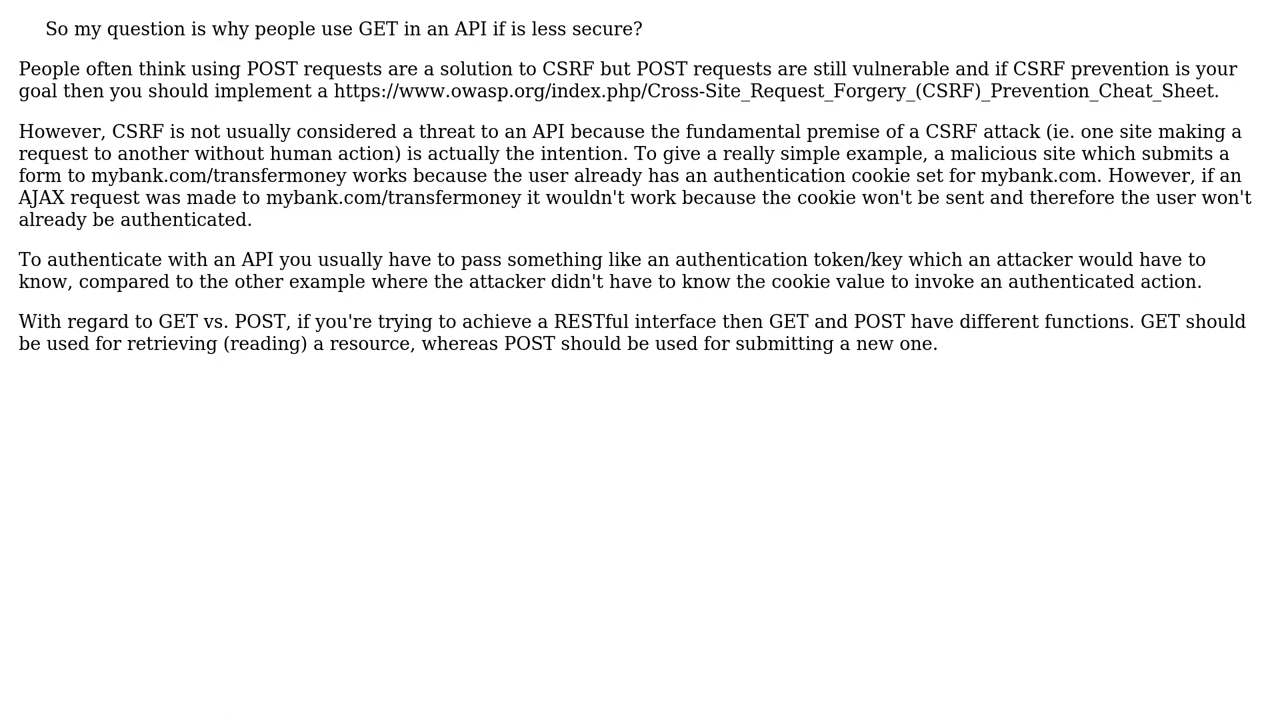 So my question is why people use GET in an API if is less secure?
People often think using POST requests are a solution to CSRF but POST requests are still vulnerable and if CSRF prevention is your
goal then you should implement a https://www.owasp.org/index.php/Cross-Site_Request_Forgery_(CSRF)_Prevention_Cheat_Sheet.
However, CSRF is not usually considered a threat to an API because the fundamental premise of a CSRF attack (ie. one site making a
request to another without human action) is actually the intention. To give a really simple example, a malicious site which submits a
form to mybank.com/transfermoney works because the user already has an authentication cookie set for mybank.com. However, if an
AJAX request was made to mybank.com/transfermoney it wouldn't work because the cookie won't be sent and therefore the user won't
already be authenticated.
To authenticate with an API you usually have to pass something like an authentication token/key which an attacker would have to
know, compared to the other example where the attacker didn't have to know the cookie value to invoke an authenticated action.
With regard to GET vs. POST, if you're trying to achieve a RESTful interface then GET and POST have different functions. GET should
be used for retrieving (reading) a resource, whereas POST should be used for submitting a new one.